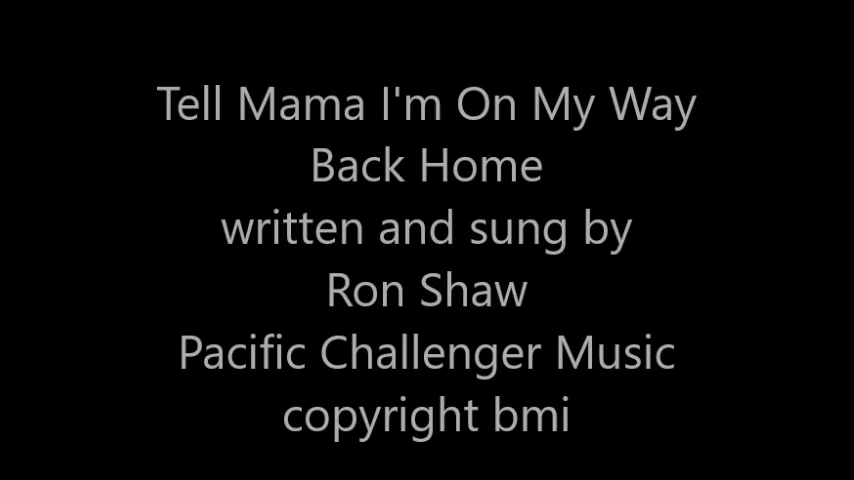 Tell Mama I'm On My Way
Back Home
written and sung by
Ron Shaw
Pacific Challenger Music
copyright bmi